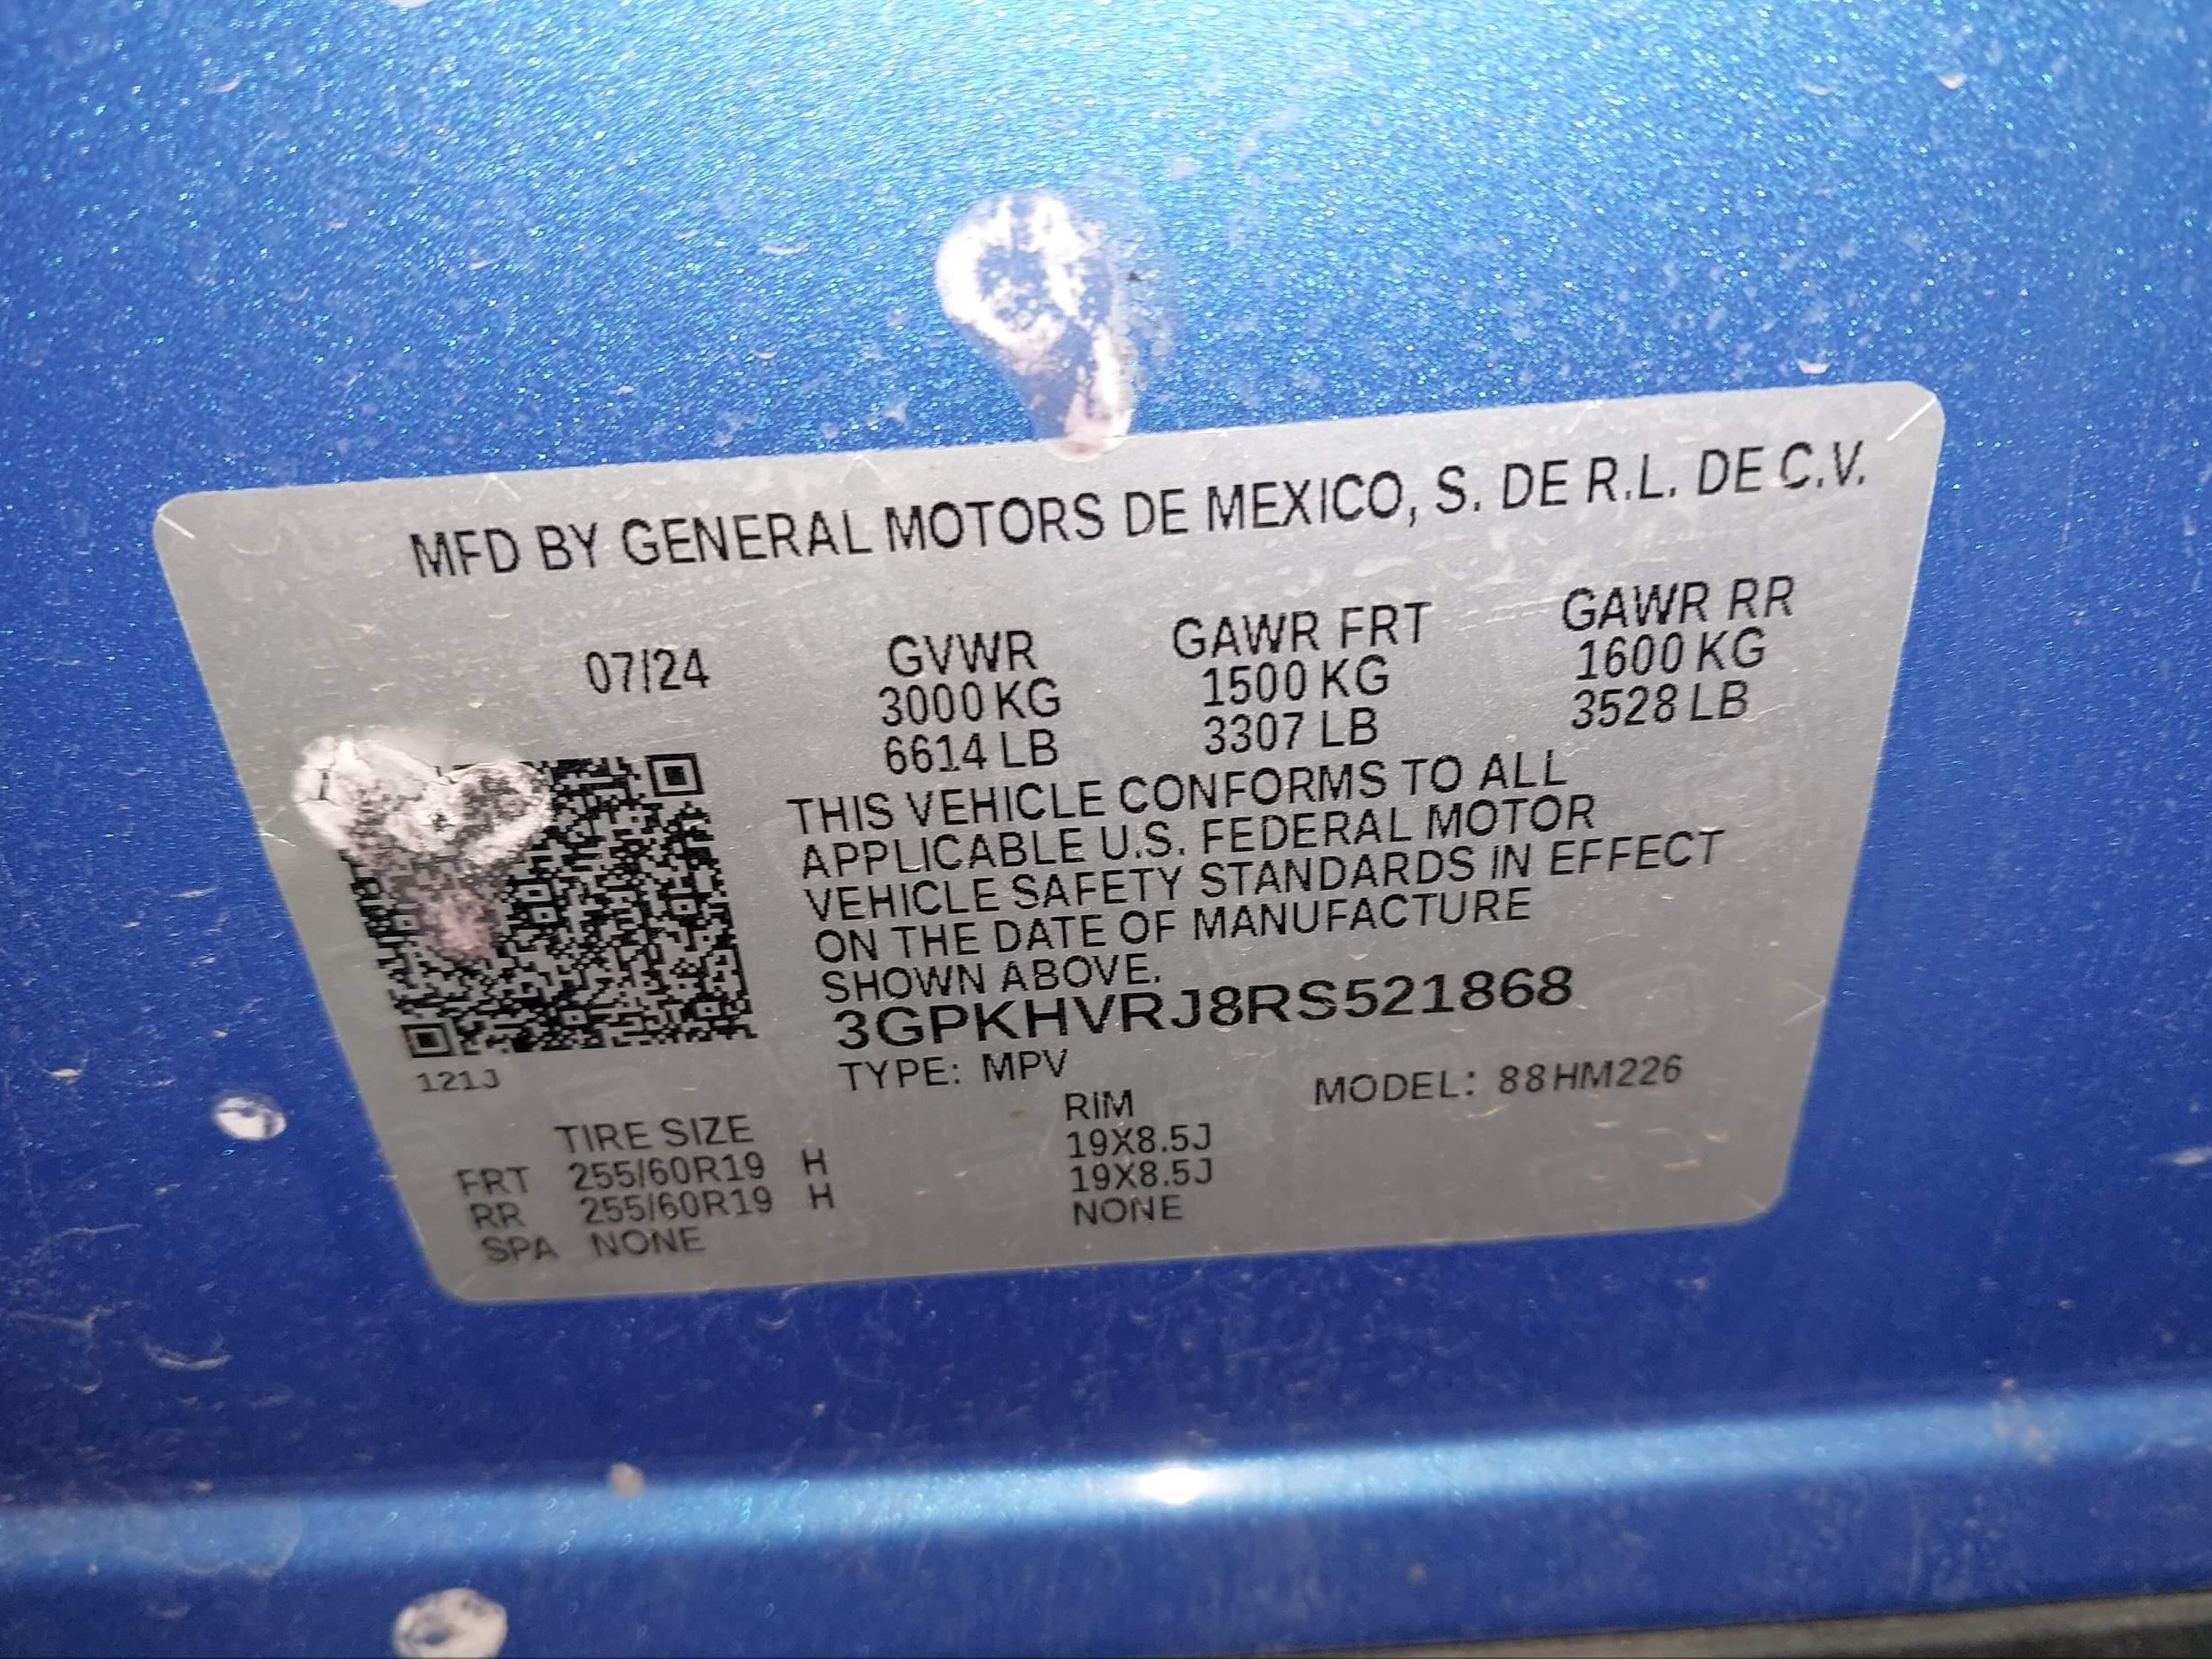 MFD BY GENERAL MOTORS DE MEXICO, S. DE R.L. DE C.V.
07/24 GVWR GAWR FRT GAWR RR
3000 KG 1500 KG 1600 KG
6614 LB 3307 LB 3528 LB
THIS VEHICLE CONFORMS TO ALL
APPLICABLE U.S. FEDERAL MOTOR
VEHICLE SAFETY STANDARDS IN EFFECT
ON THE DATE OF MANUFACTURE
SHOWN ABOVE.
3GPKHVRJ8RS521868
121J TYPE: MPV MODEL: 88HM226
TIRE SIZE RIM
FRT 255/60R19 H 19X8.5J
RR 255/60R19 H 19X8.5J
SPA NONE NONE